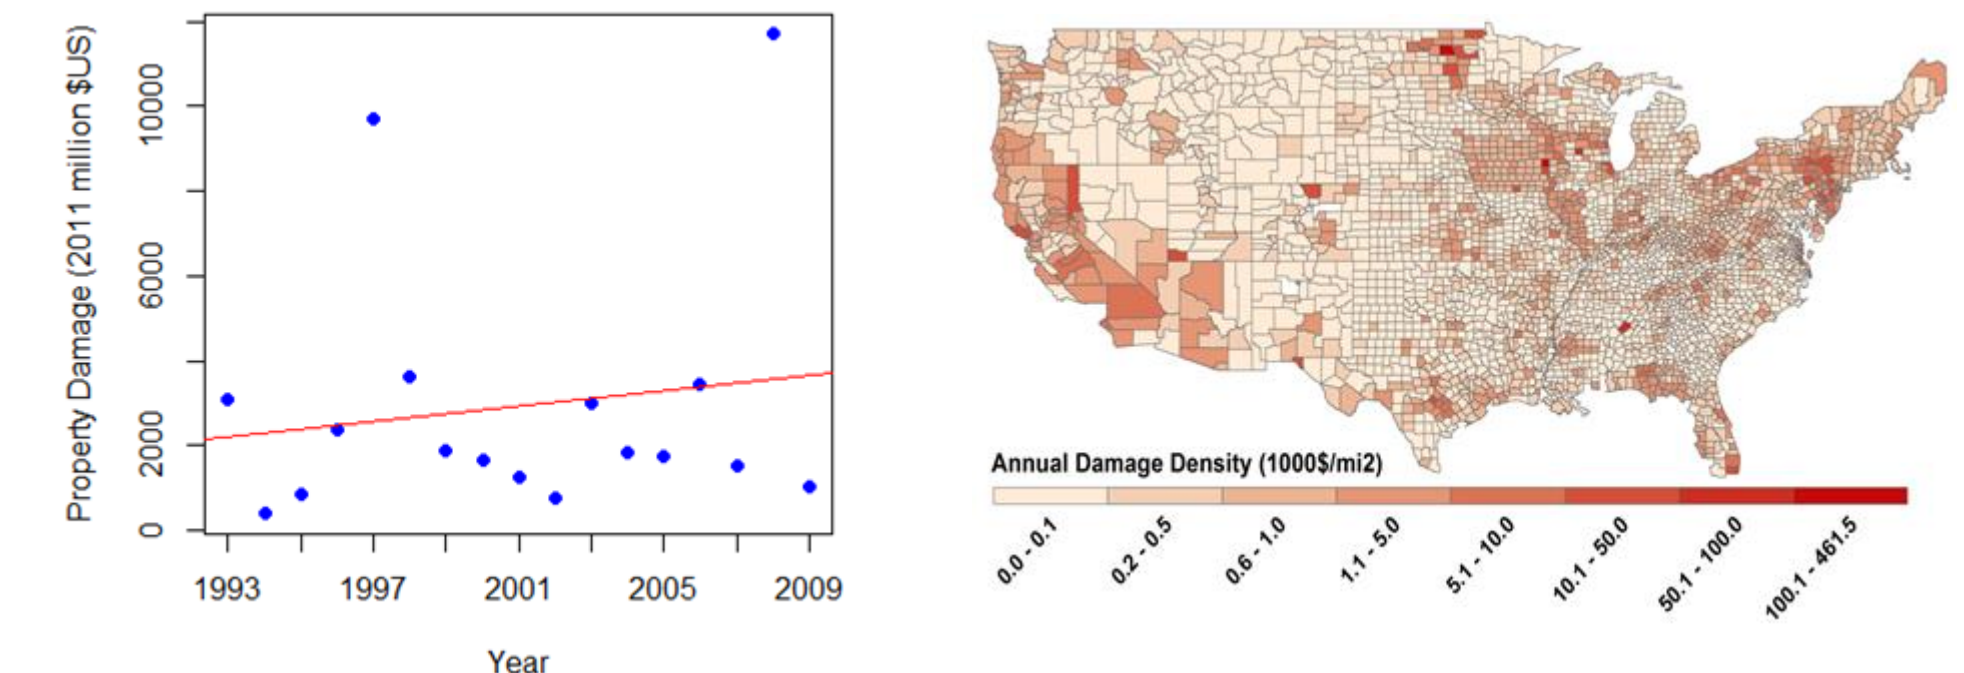 Property Damage (2011 million $US)
10000
6000
2000
0
1993 1997 2001 2005 2009
Year
Annual Damage Density (1000$/mi2)
0.0 - 0.1
0.2 - 0.5
0.6 - 1.0
1.1 - 5.0
5.1 - 10.0
10.1 - 50.0
50.1 - 100.0
100.1 - 461.5